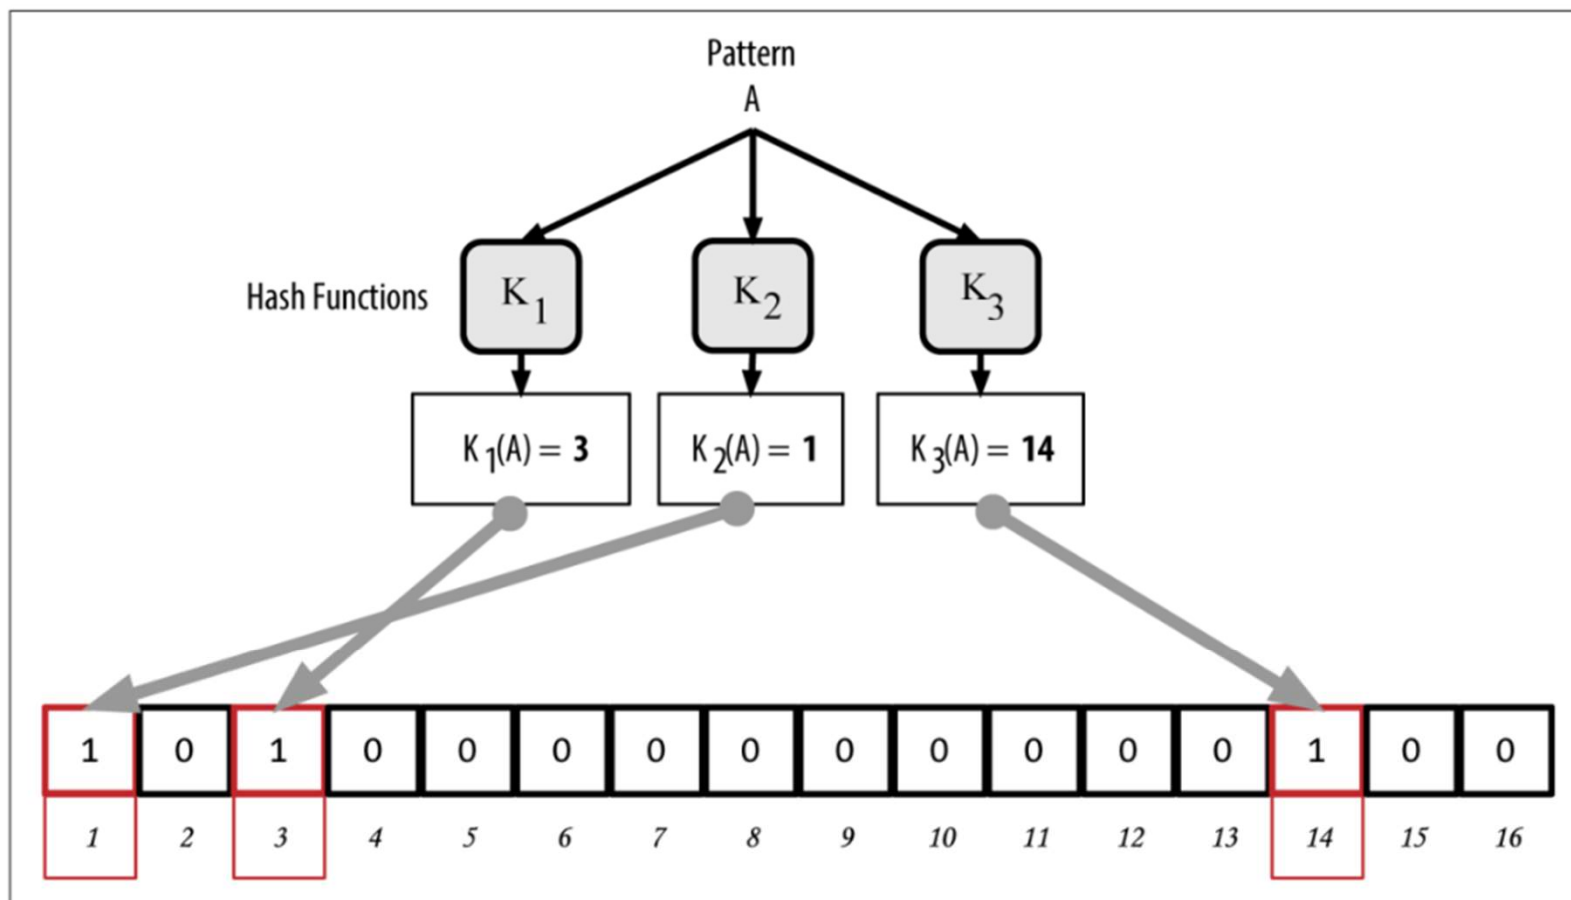 Pattern
A
Hash Functions
K1 K2 K3
K1(A) = 3 K2(A) = 1 K3(A) = 14
1 0 1 0 0 0 0 0 0 0 0 0 0 1 0 0
1 2 3 4 5 6 7 8 9 10 11 12 13 14 15 16